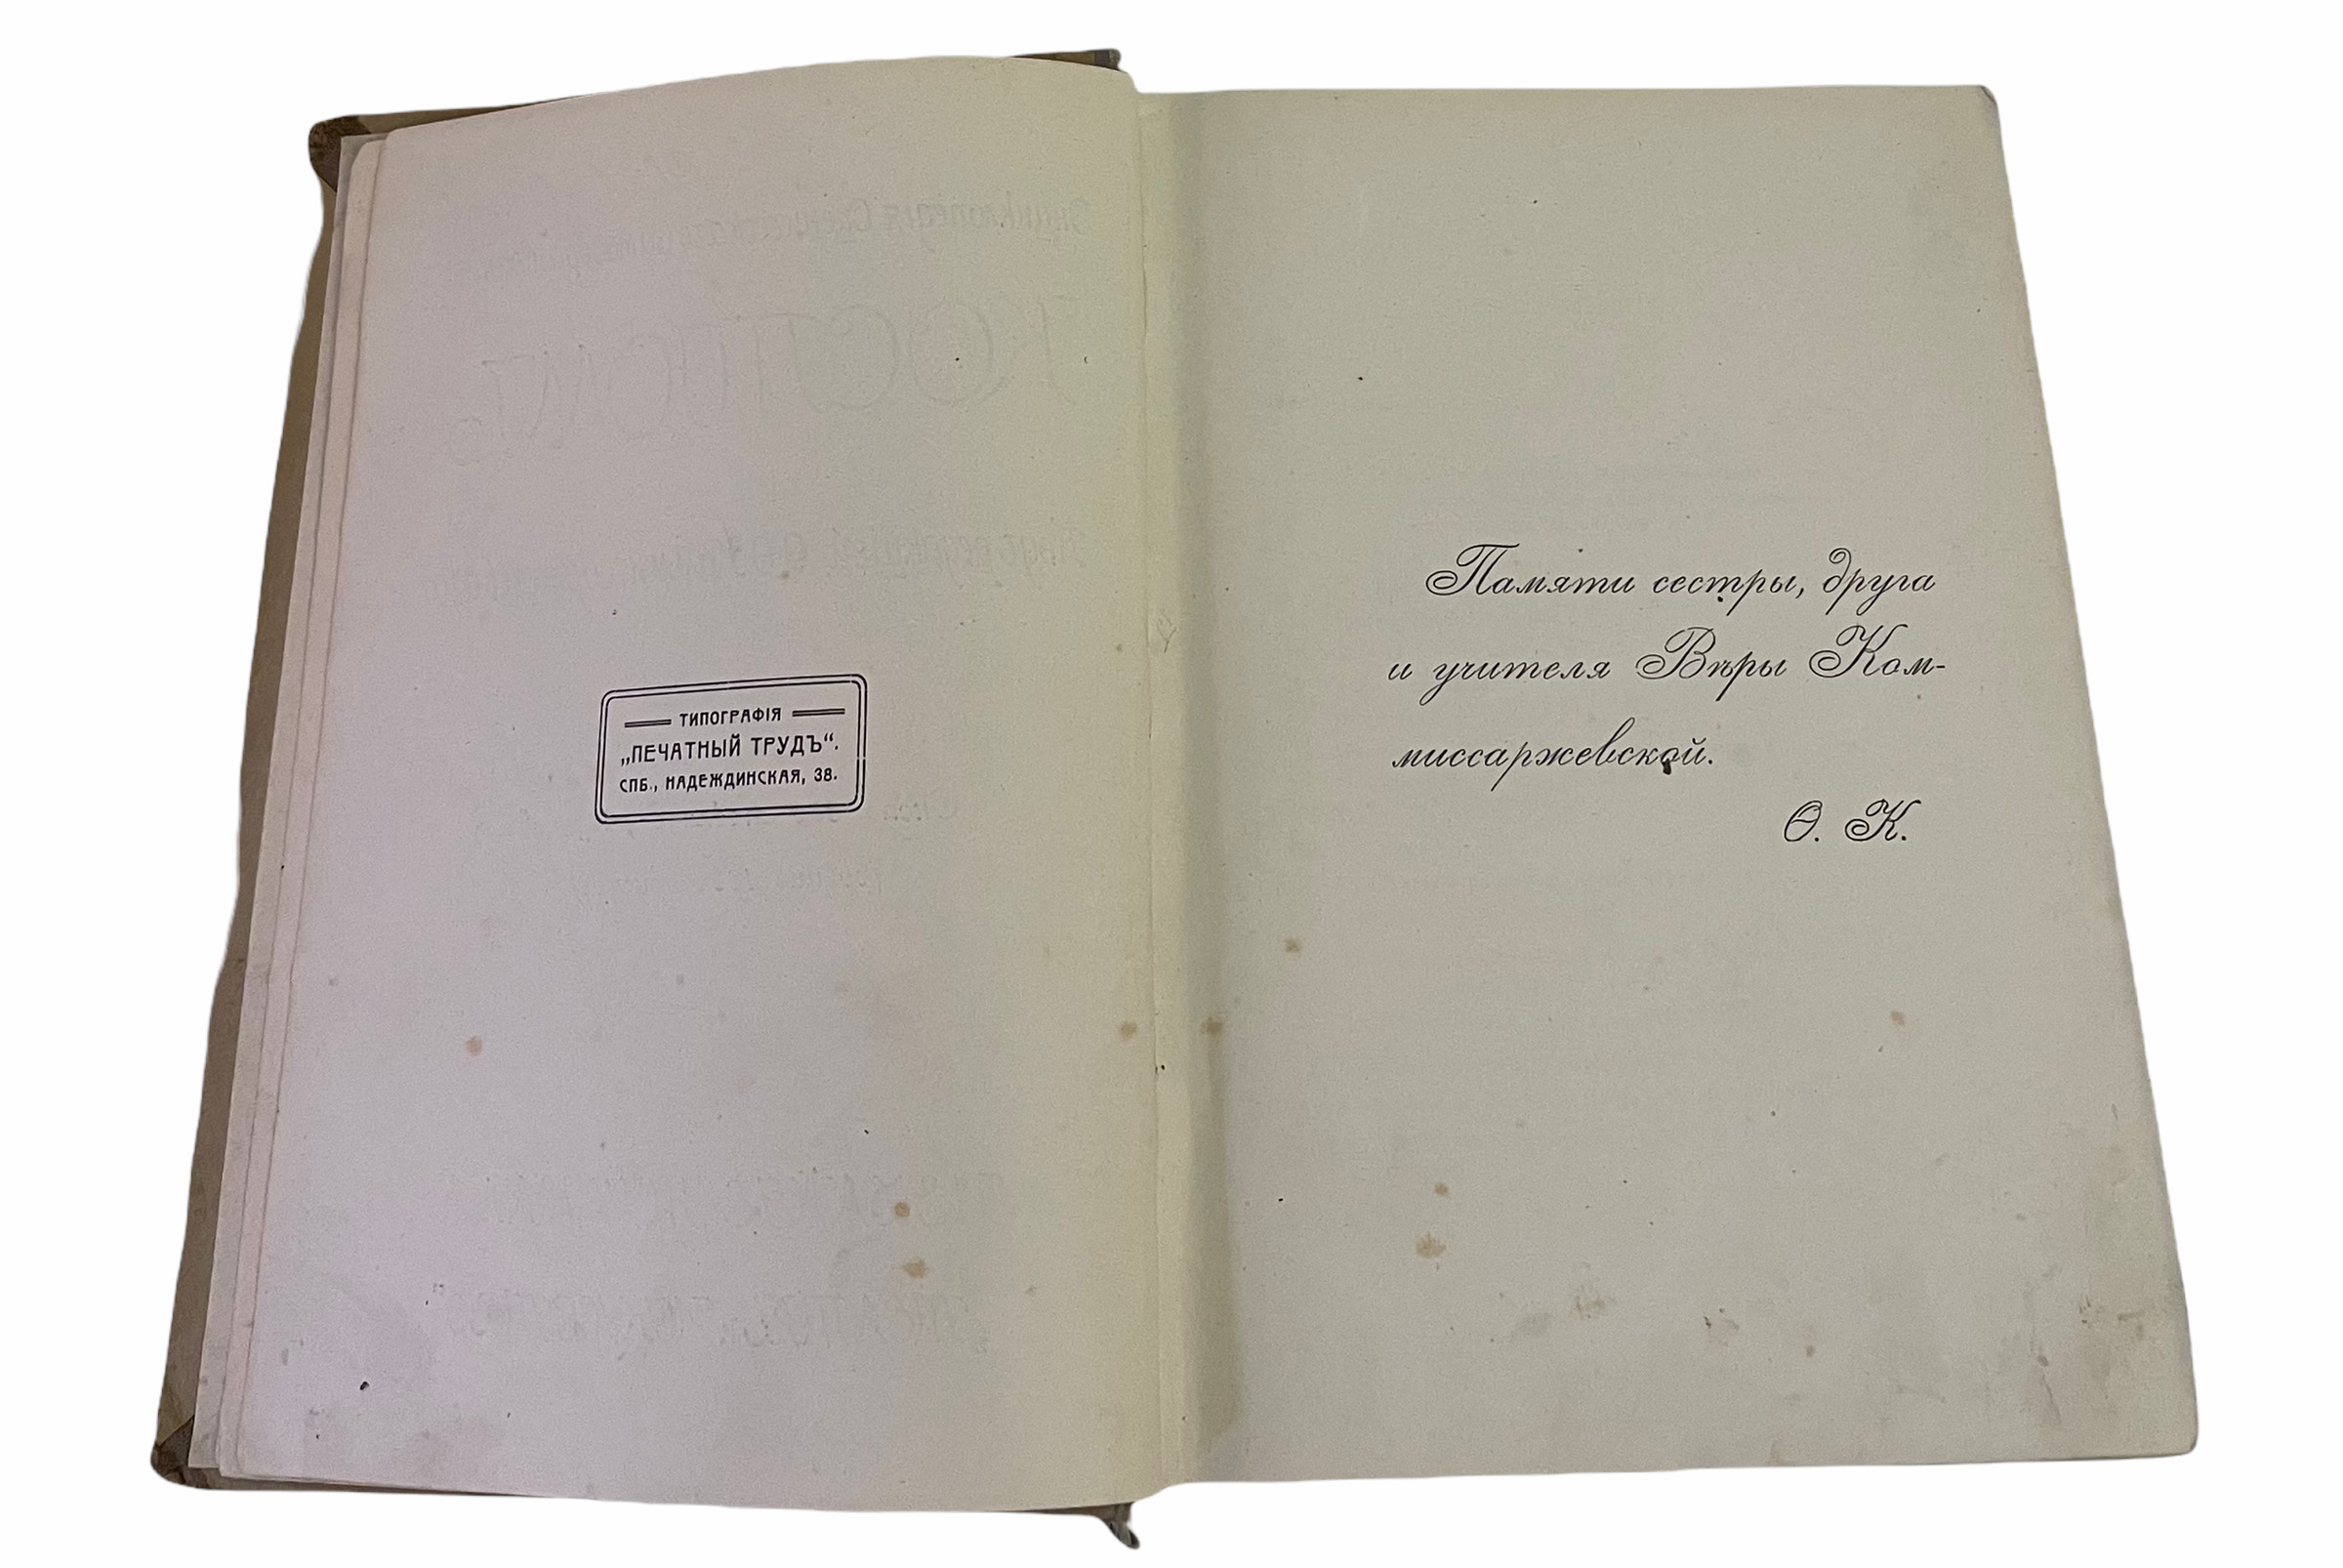 ТИПОГРАФІЯ
„ПЕЧАТНЫЙ ТРУДЪ“.
СПБ., НАДЕЖДИНСКАЯ, 38.
Памяти сестры, друга
и учителя Вѣры Ком-
миссаржевской.
Ѳ. К.